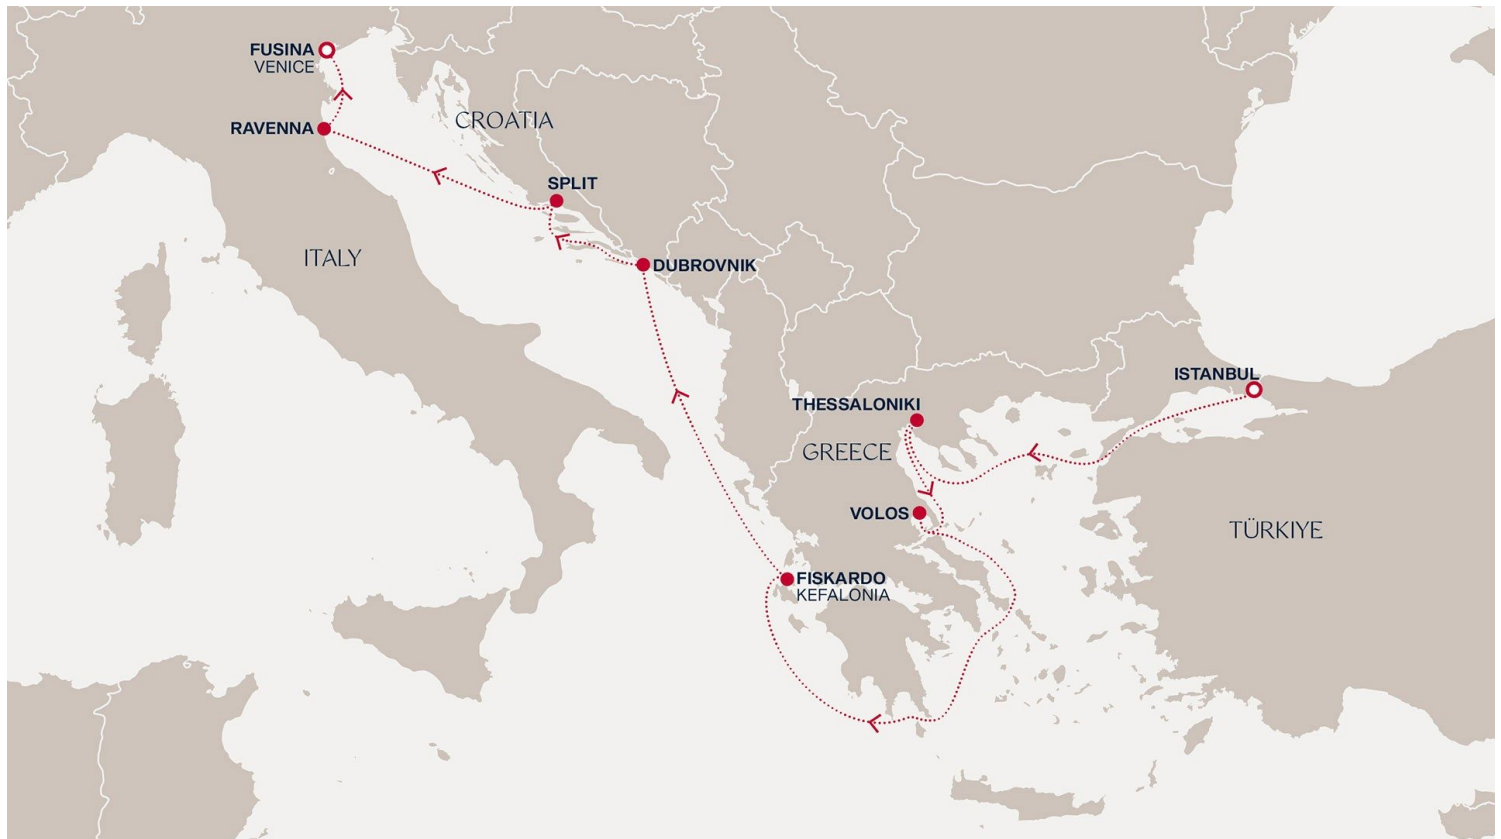 FUSINA
VENICE
RAVENNA
CROATIA
SPLIT
ITALY
DUBROVNIK
ISTANBUL
THESSALONIKI
GREECE
VOLOS
TÜRKIYE
FISKARDO
KEFALONIA